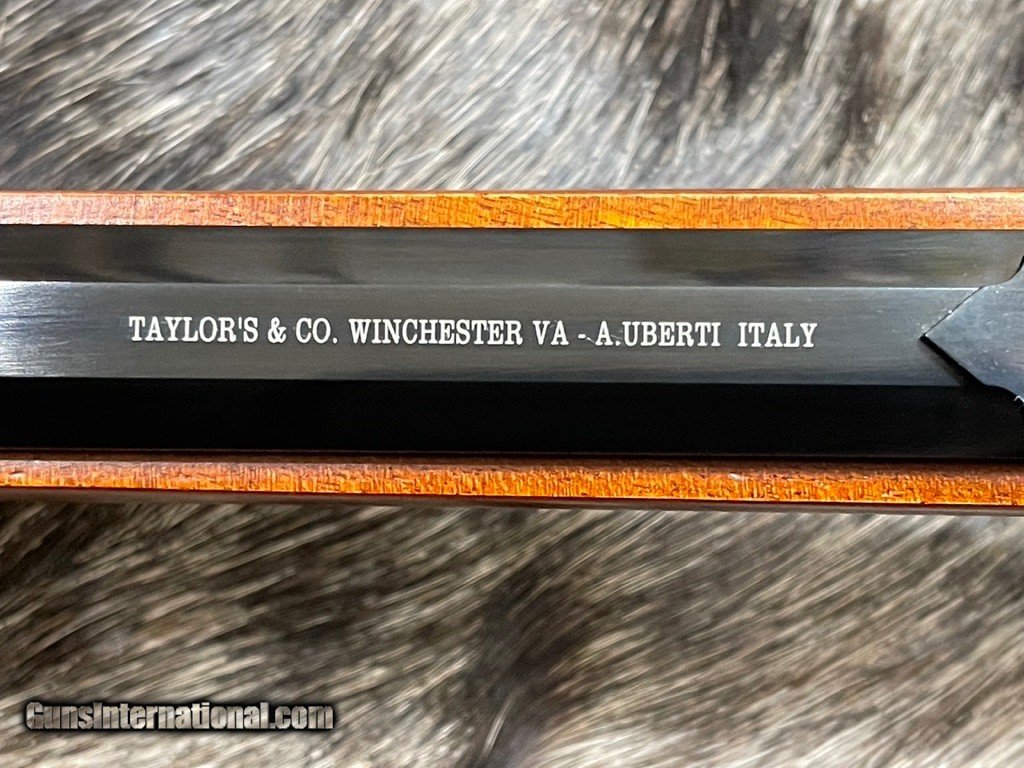 TAYLOR'S & CO. WINCHESTER VA - A.UBERTI ITALY
GunsInternational.com